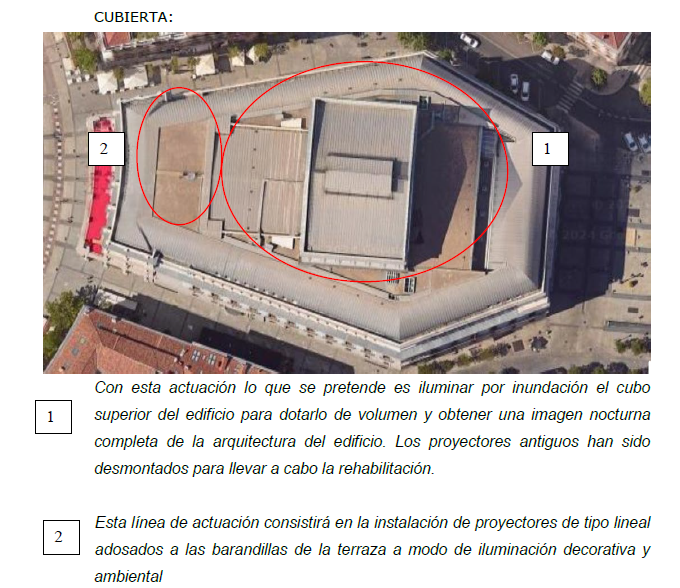 CUBIERTA:
2
1
© 2024 G
1
Con esta actuación lo que se pretende es iluminar por inundación el cubo
superior del edificio para dotarlo de volumen y obtener una imagen nocturna
completa de la arquitectura del edificio. Los proyectores antiguos han sido
desmontados para llevar a cabo la rehabilitación.
2
Esta línea de actuación consistirá en la instalación de proyectores de tipo lineal
adosados a las barandillas de la terraza a modo de iluminación decorativa y
ambiental